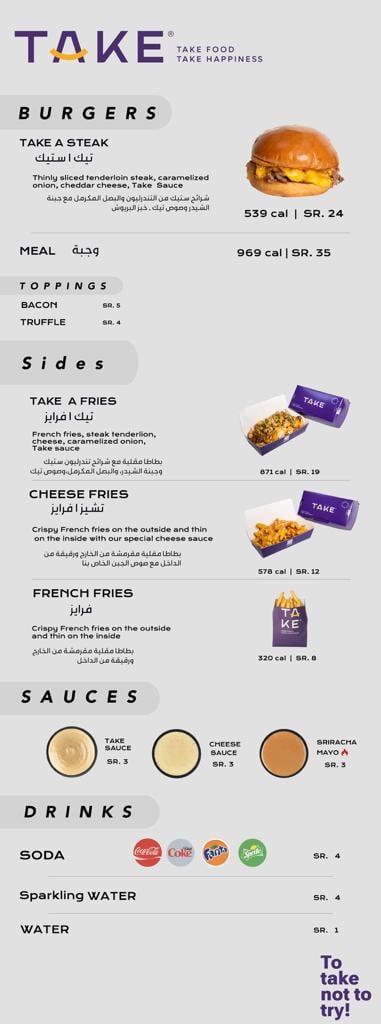 TAKE®
TAKE FOOD
TAKE HAPPINESS
BURGERS
TAKE A STEAK
تيك ا ستيك
Thinly sliced tenderloin steak, caramelized
onion, cheddar cheese, Take Sauce
شرائح ستيك من التندرليون والبصل المكرمل مع جبنة
الشيدر وصوص تيك . خبز البريوش
539 cal | SR. 24
MEAL وجبة
969 cal | SR. 35
TOPPINGS
BACON SR. 5
TRUFFLE SR. 4
Sides
TAKE A FRIES
تيك ا فرايز
French fries, steak tenderlion,
cheese, caramelized onion,
Take sauce
بطاطا مقلية مع شرائح تندرليون ستيك
وجبنة الشيدر، والبصل المكرمل،وصوص تيك
TAKE
871 cal | SR. 19
CHEESE FRIES
تشيز ا فرايز
Crispy French fries on the outside and thin
on the inside with our special cheese sauce
بطاطا مقلية مقرمشة من الخارج ورقيقة من
الداخل مع صوص الجبن الخاص بنا
TAKE
578 cal | SR. 12
FRENCH FRIES
فرايز
Crispy French fries on the outside
and thin on the inside
بطاطا مقلية مقرمشة من الخارج
ورقيقة من الداخل
TA
KE
320 cal | SR. 8
SAUCES
TAKE
SAUCE
SR. 3
CHEESE
SAUCE
SR. 3
SRIRACHA
MAYO
SR. 3
DRINKS
SODA Coca-Cola Coke Fanta Sprite SR. 4
Sparkling WATER SR. 4
WATER SR. 1
To
take
not to
try!